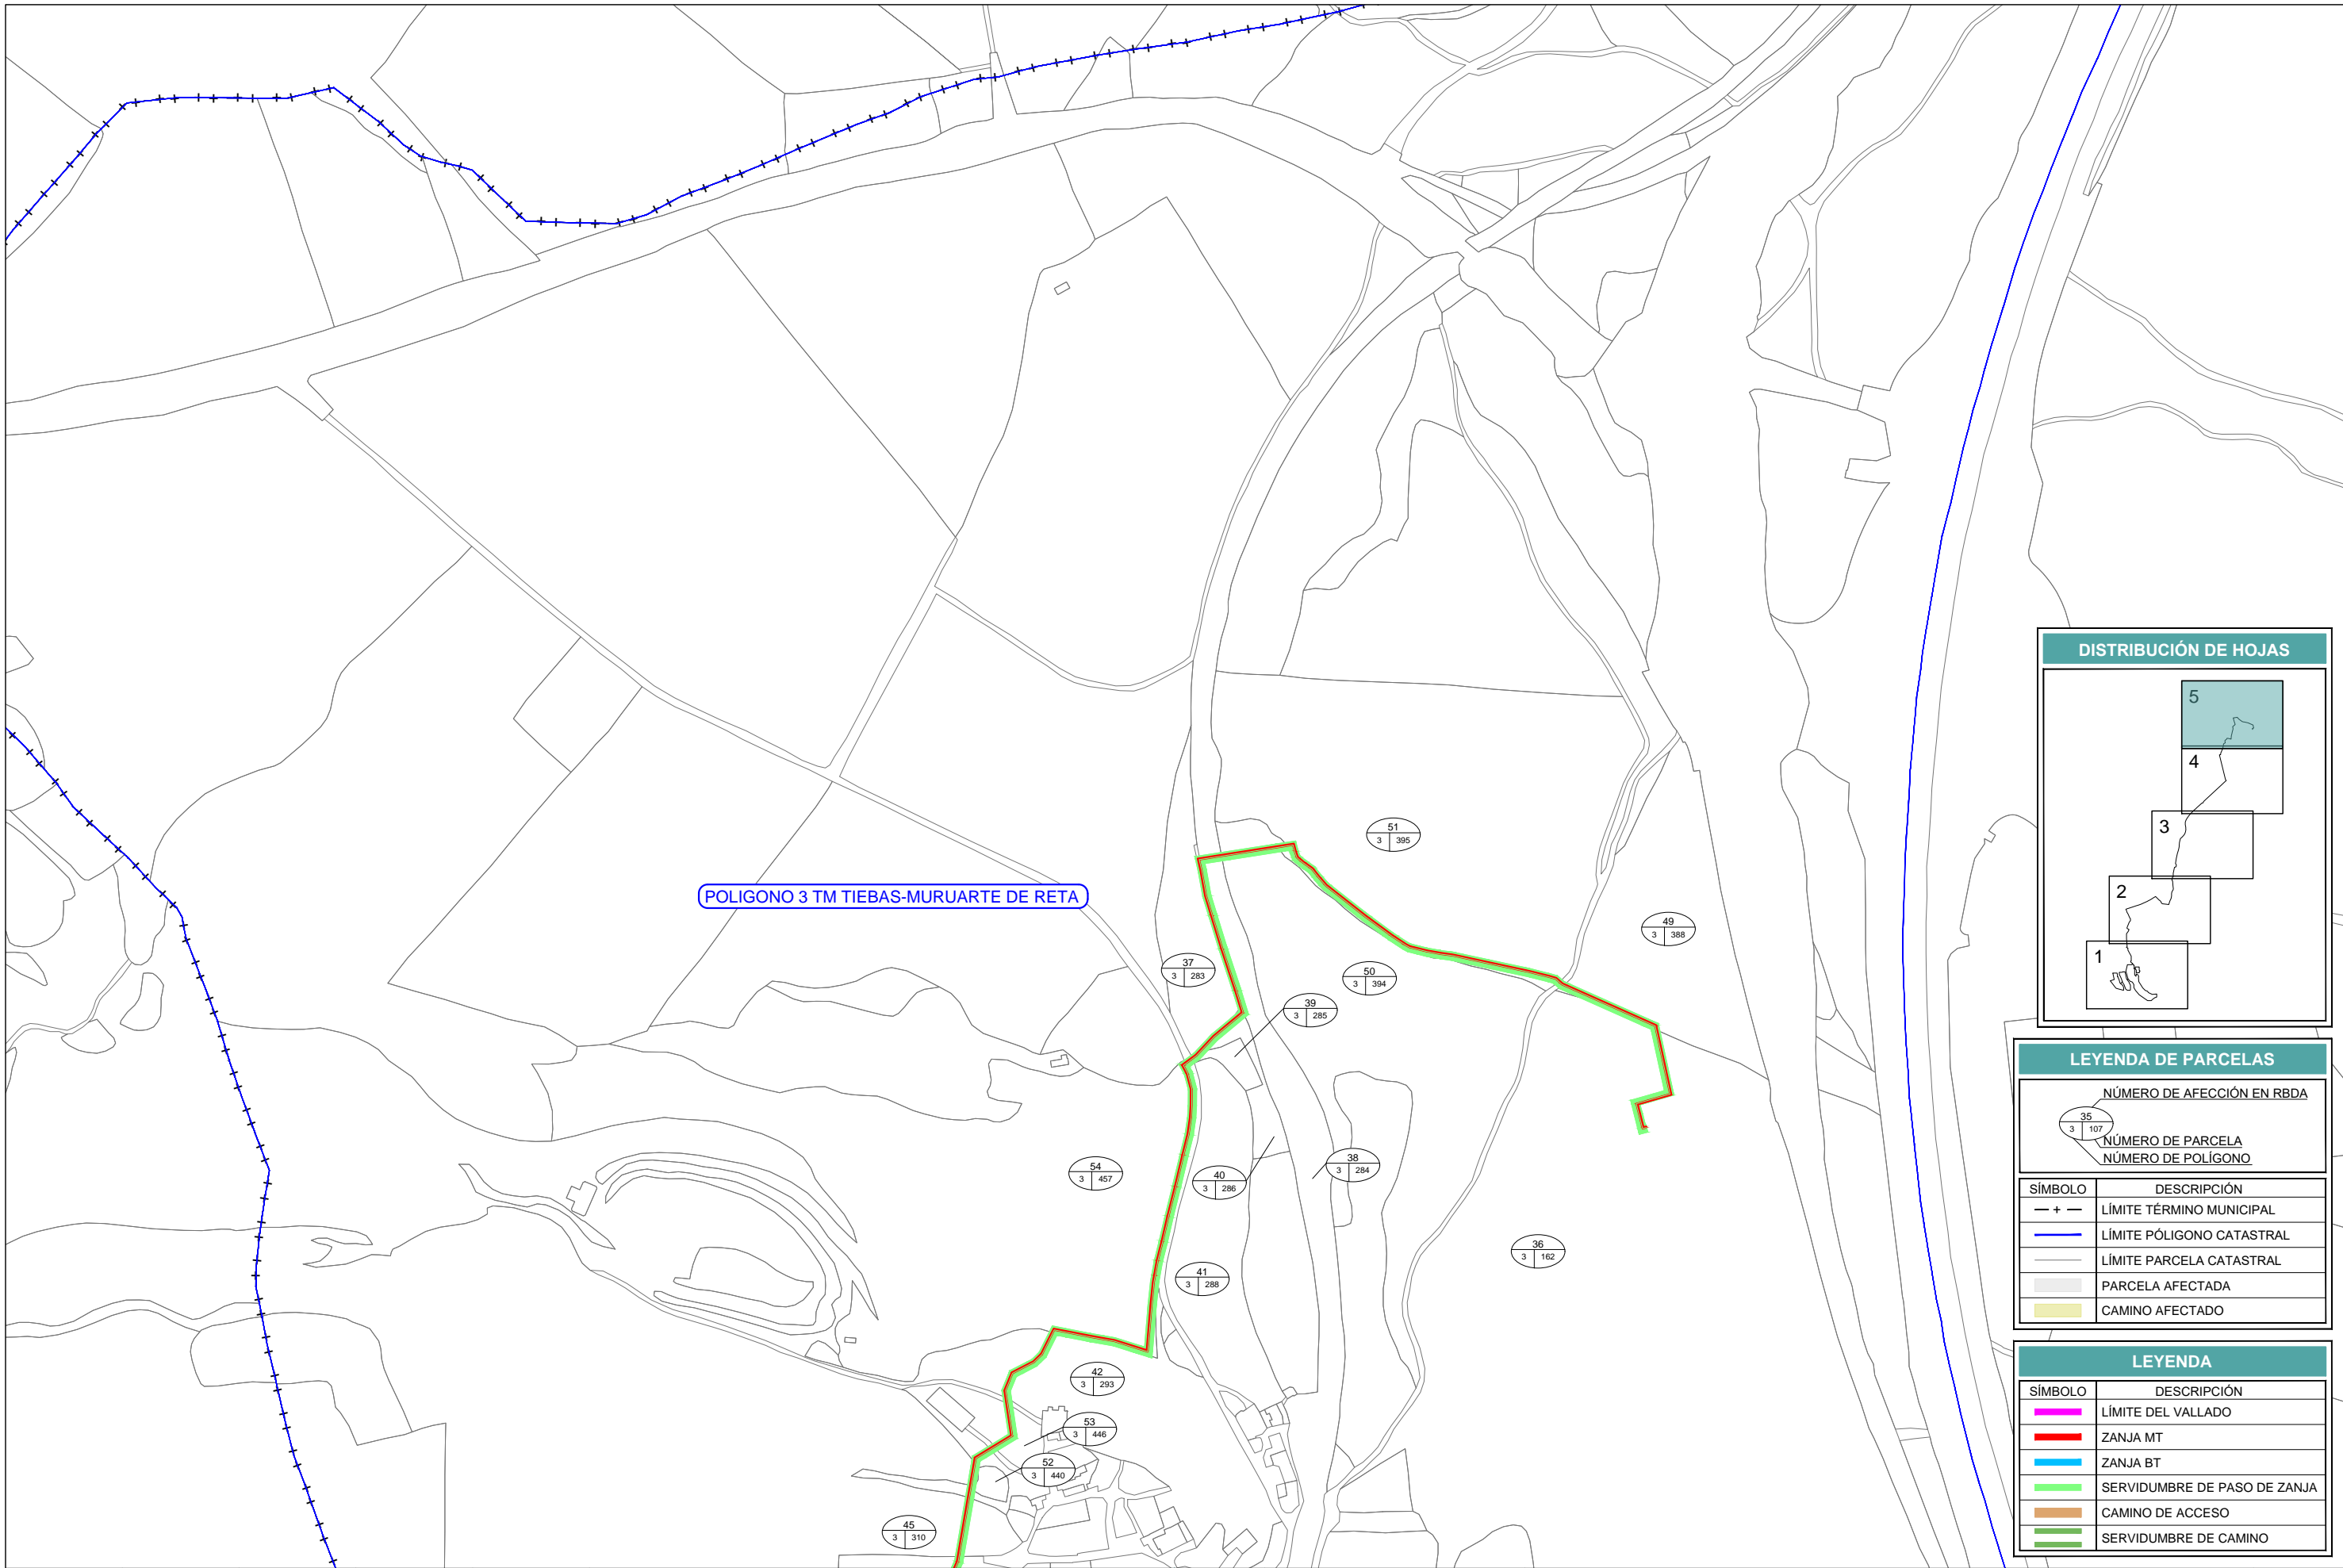 POLIGONO 3 TM TIEBAS-MURUARTE DE RETA
51
3 395
49
3 388
37
3 283
50
3 394
39
3 285
54
3 457
40
3 286
38
3 284
41
3 288
36
3 162
42
3 293
53
3 446
52
3 440
45
3 310
DISTRIBUCIÓN DE HOJAS
5
4
3
2
1
LEYENDA DE PARCELAS
NÚMERO DE AFECCIÓN EN RBDA
35
3 107
NÚMERO DE PARCELA
NÚMERO DE POLÍGONO
SÍMBOLO DESCRIPCIÓN
LÍMITE TÉRMINO MUNICIPAL
LÍMITE PÓLIGONO CATASTRAL
LÍMITE PARCELA CATASTRAL
PARCELA AFECTADA
CAMINO AFECTADO
LEYENDA
SÍMBOLO DESCRIPCIÓN
LÍMITE DEL VALLADO
ZANJA MT
ZANJA BT
SERVIDUMBRE DE PASO DE ZANJA
CAMINO DE ACCESO
SERVIDUMBRE DE CAMINO